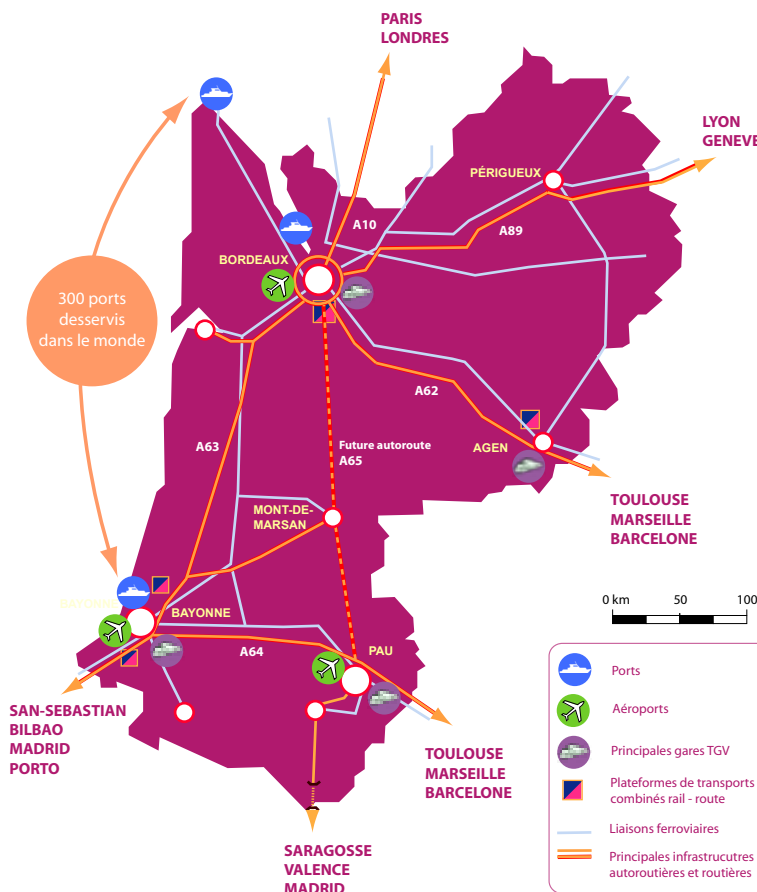 PARIS
LONDRES
LYON
GENEVE
PÉRIGUEUX
A10
A89
BORDEAUX
300 ports
desservis
dans le monde
A62
A63
Future autoroute
A65
AGEN
TOULOUSE
MARSEILLE
BARCELONE
MONT-DE-
MARSAN
BAYONNE
A64
PAU
SAN-SEBASTIAN
BILBAO
MADRID
PORTO
TOULOUSE
MARSEILLE
BARCELONE
SARAGOSSE
VALENCE
MADRID
0 km 50 100
Ports
Aéroports
Principales gares TGV
Plateformes de transports
combinés rail - route
Liaisons ferroviaires
Principales infrastrucutres
autoroutières et routières